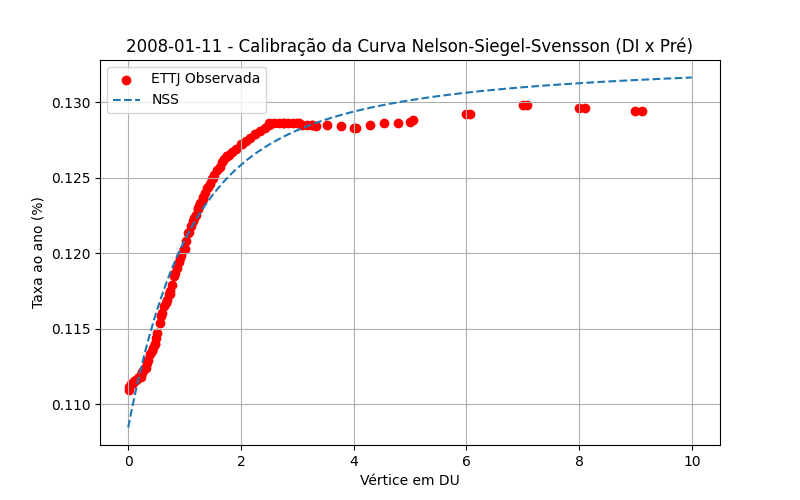 2008-01-11 - Calibração da Curva Nelson-Siegel-Svensson (DI x Pré)
ETTJ Observada
NSS
Taxa ao ano (%)
0.130
0.125
0.120
0.115
0.110
0 2 4 6 8 10
Vértice em DU